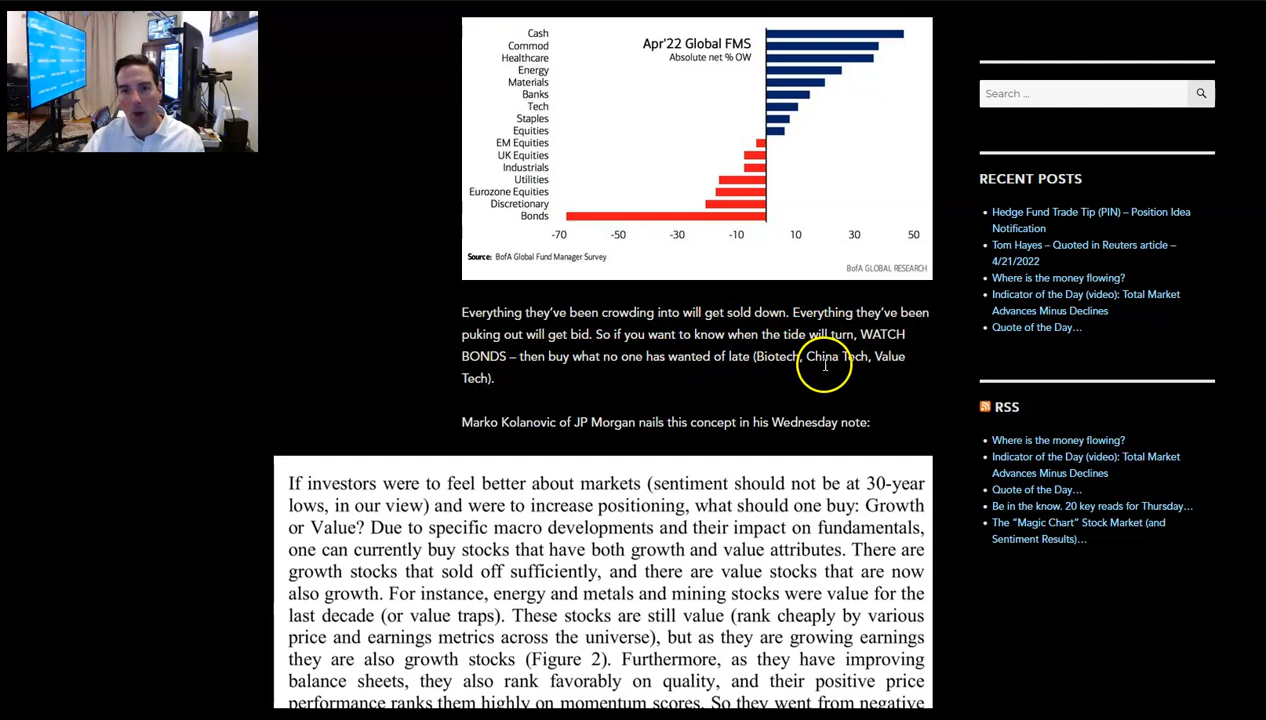 Apr'22 Global FMS
Absolute net % OW
Cash
Commod
Healthcare
Energy
Materials
Banks
Tech
Staples
Equities
EM Equities
UK Equities
Industrials
Utilities
Eurozone Equities
Discretionary
Bonds
-70 -50 -30 -10 10 30 50
Source: BofA Global Fund Manager Survey
BofA GLOBAL RESEARCH
Everything they've been crowding into will get sold down. Everything they've been
puking out will get bid. So if you want to know when the tide will turn, WATCH
BONDS – then buy what no one has wanted of late (Biotech, China Tech, Value
Tech).
Marko Kolanovic of JP Morgan nails this concept in his Wednesday note:
If investors were to feel better about markets (sentiment should not be at 30-year
lows, in our view) and were to increase positioning, what should one buy: Growth
or Value? Due to specific macro developments and their impact on fundamentals,
one can currently buy stocks that have both growth and value attributes. There are
growth stocks that sold off sufficiently, and there are value stocks that are now
also growth. For instance, energy and metals and mining stocks were value for the
last decade (or value traps). These stocks are still value (rank cheaply by various
price and earnings metrics across the universe), but as they are growing earnings
they are also growth stocks (Figure 2). Furthermore, as they have improving
balance sheets, they also rank favorably on quality, and their positive price
performance ranks them highly on momentum scores. So they went from negative
Search ...
RECENT POSTS
Hedge Fund Trade Tip (PIN) – Position Idea
Notification
Tom Hayes – Quoted in Reuters article –
4/21/2022
Where is the money flowing?
Indicator of the Day (video): Total Market
Advances Minus Declines
Quote of the Day…
RSS
Where is the money flowing?
Indicator of the Day (video): Total Market
Advances Minus Declines
Quote of the Day…
Be in the know. 20 key reads for Thursday…
The “Magic Chart” Stock Market (and
Sentiment Results)…